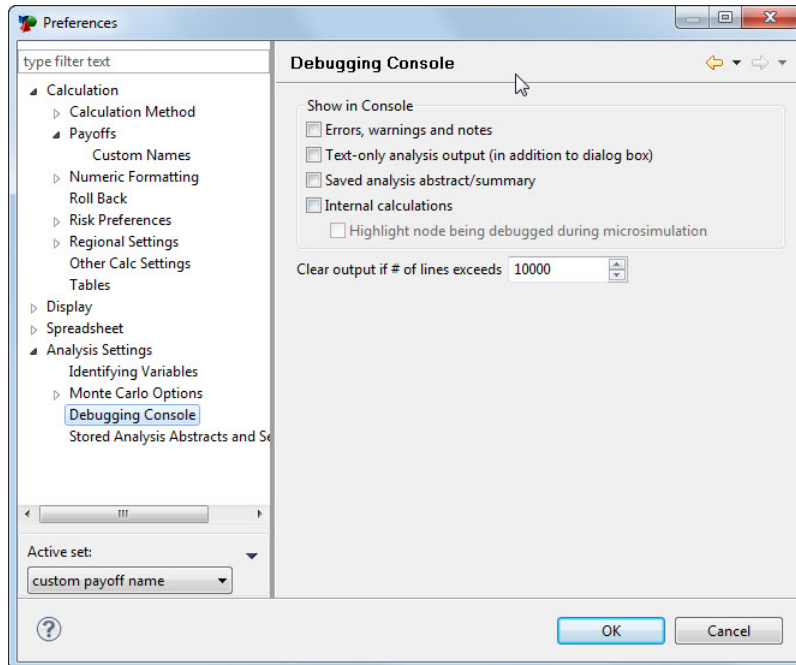 Preferences
type filter text
Calculation
Calculation Method
Payoffs
Custom Names
Numeric Formatting
Roll Back
Risk Preferences
Regional Settings
Other Calc Settings
Tables
Display
Spreadsheet
Analysis Settings
Identifying Variables
Monte Carlo Options
Debugging Console
Stored Analysis Abstracts and Se
Active set:
custom payoff name
Debugging Console
Show in Console
Errors, warnings and notes
Text-only analysis output (in addition to dialog box)
Saved analysis abstract/summary
Internal calculations
Highlight node being debugged during microsimulation
Clear output if # of lines exceeds 10000
?
OK Cancel